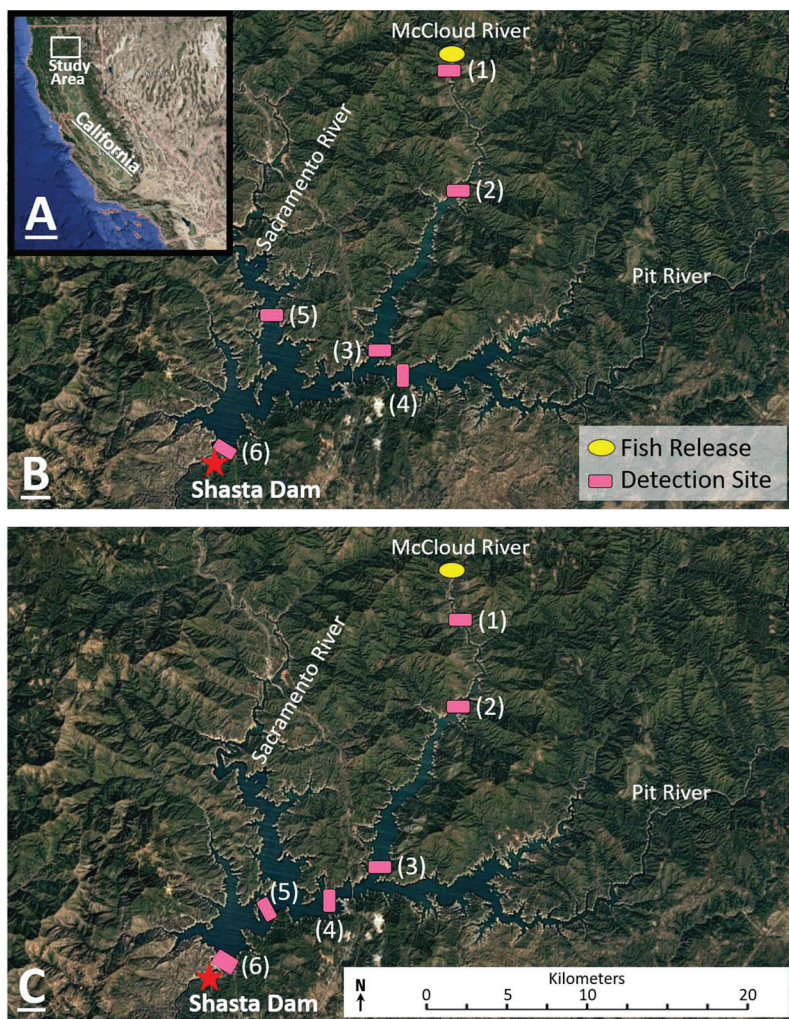 Study
Area
NEVADA
California
A
McCloud River
(1)
Sacramento River
(2)
Pit River
(5)
(3)
(4)
(6)
Shasta Dam
Fish Release
Detection Site
B
McCloud River
(1)
Sacramento River
(2)
Pit River
(3)
(5)
(4)
(6)
Shasta Dam
C
N
Kilometers
0 5 10 20